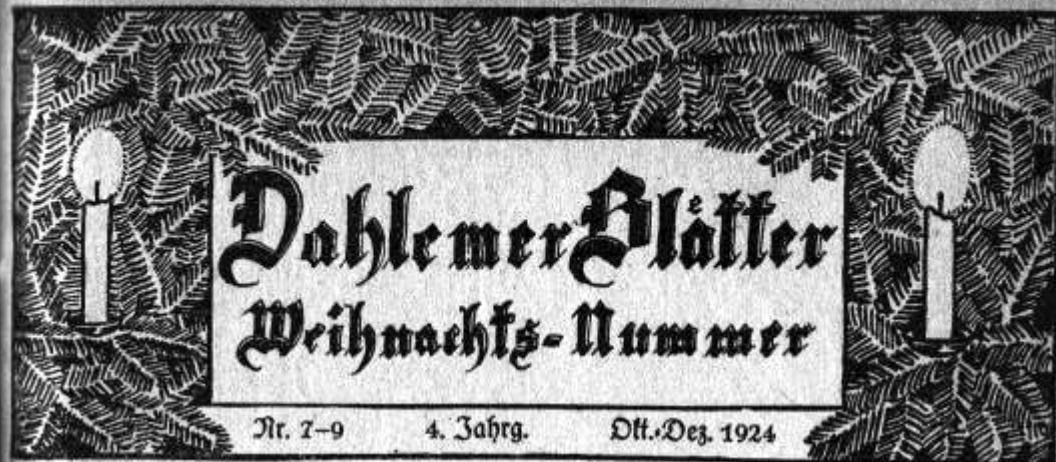 Dahlemer Blätter
Weihnachts-Nummer
Nr. 7–9 4. Jahrg. Okt.-Dez. 1924